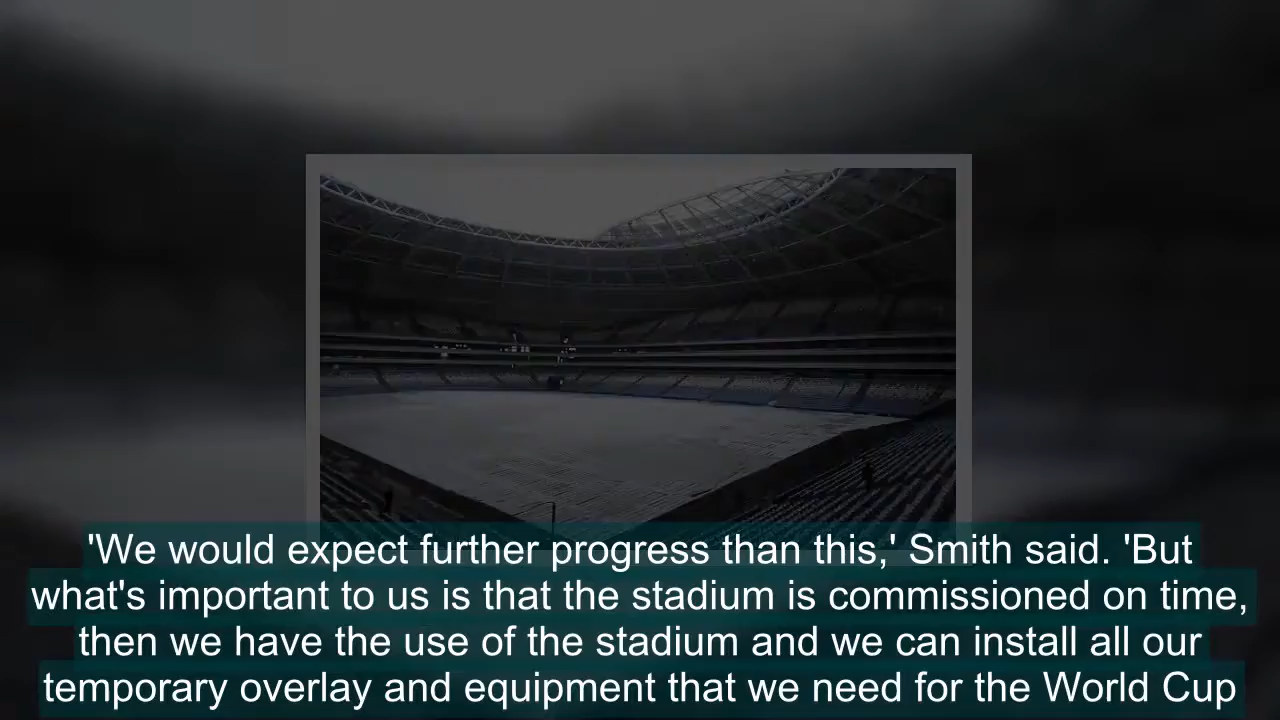 'We would expect further progress than this,' Smith said. 'But
what's important to us is that the stadium is commissioned on time,
then we have the use of the stadium and we can install all our
temporary overlay and equipment that we need for the World Cup